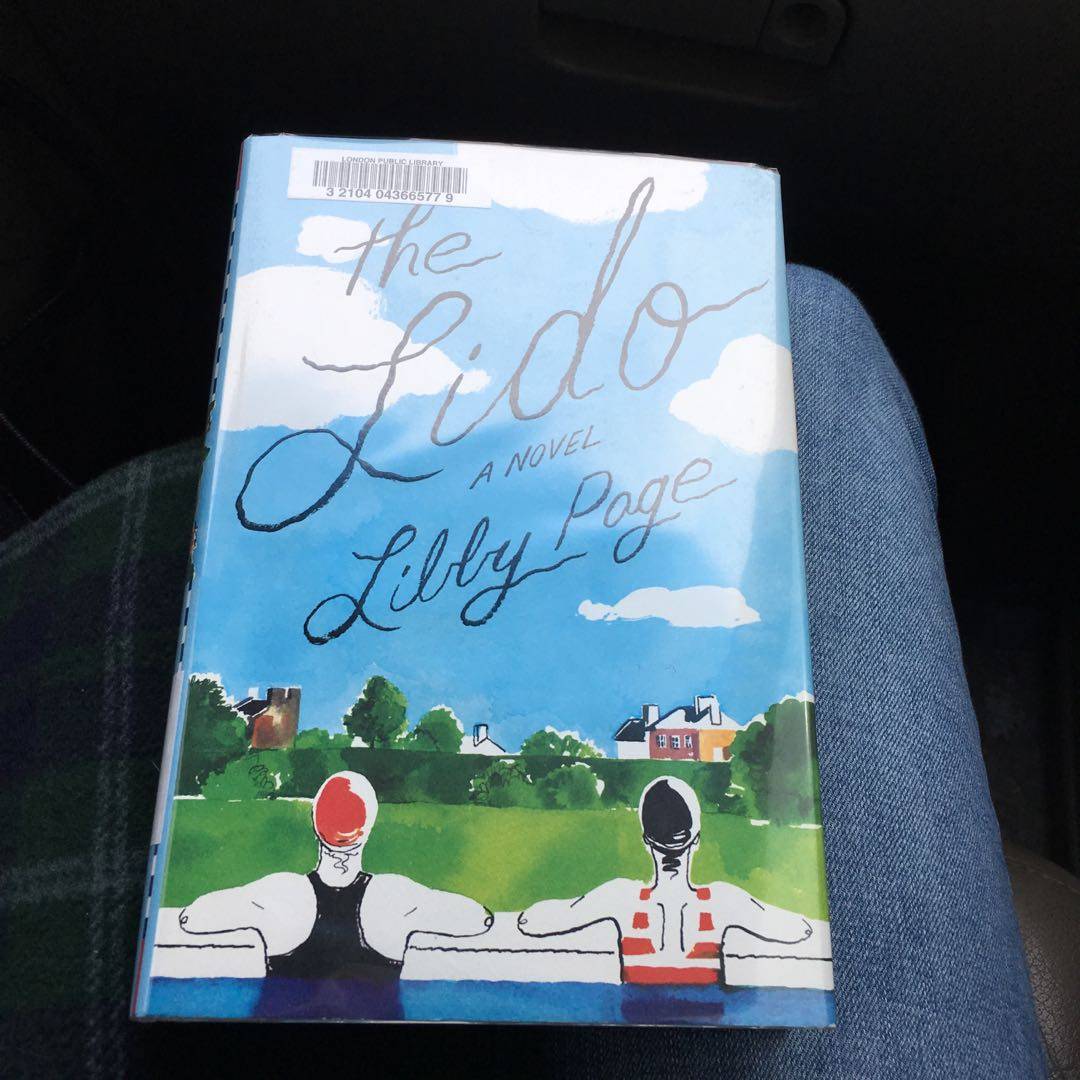 LONDON PUBLIC LIBRARY
3 2104 04366577 9
the
Lido
A NOVEL
Libby Page